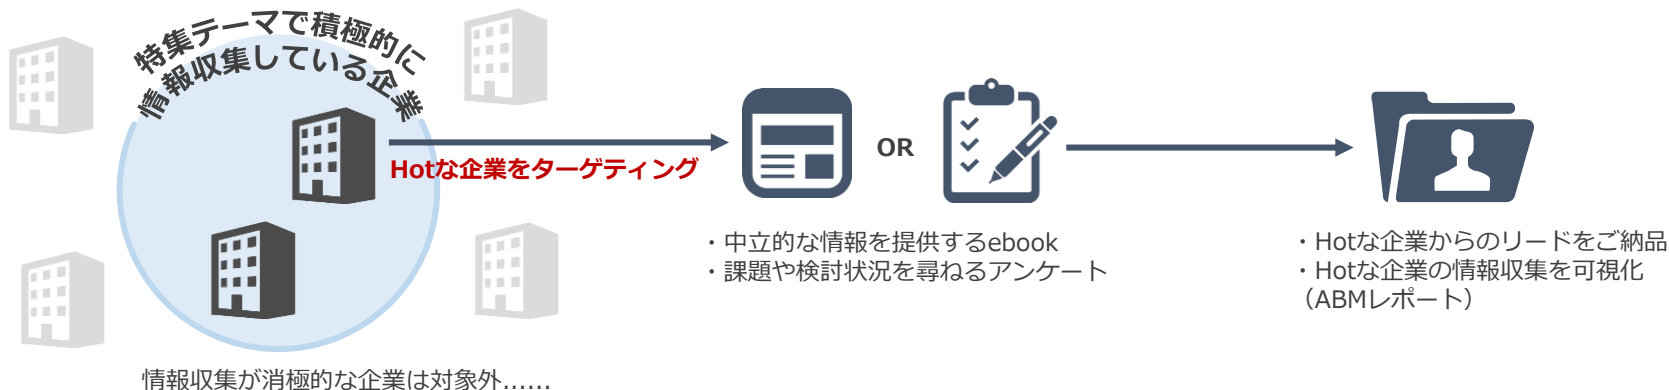 特集テーマで積極的に
情報収集している企業
Hotな企業をターゲティング
OR
・中立的な情報を提供するebook
・課題や検討状況を尋ねるアンケート
・Hotな企業からのリードをご納品
・Hotな企業の情報収集を可視化
（ABMレポート）
情報収集が消極的な企業は対象外……